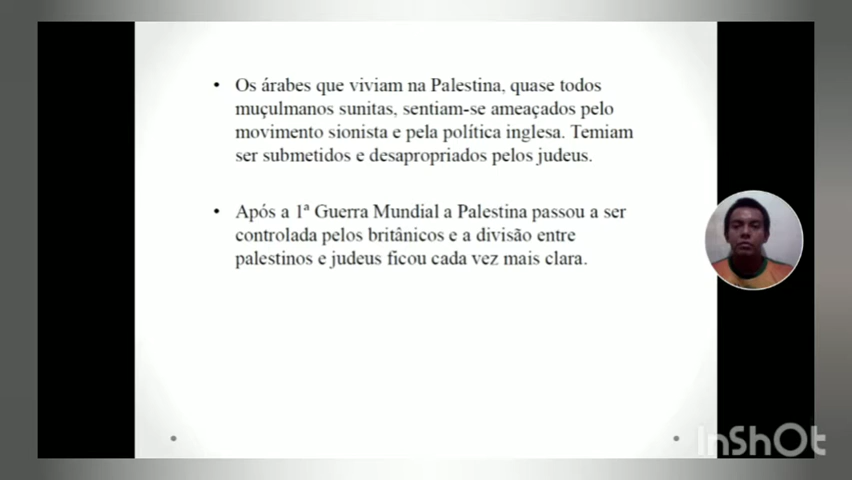 • Os árabes que viviam na Palestina, quase todos
muçulmanos sunitas, sentiam-se ameaçados pelo
movimento sionista e pela política inglesa. Temiam
ser submetidos e desapropriados pelos judeus.
• Após a 1ª Guerra Mundial a Palestina passou a ser
controlada pelos britânicos e a divisão entre
palestinos e judeus ficou cada vez mais clara.
InShOt